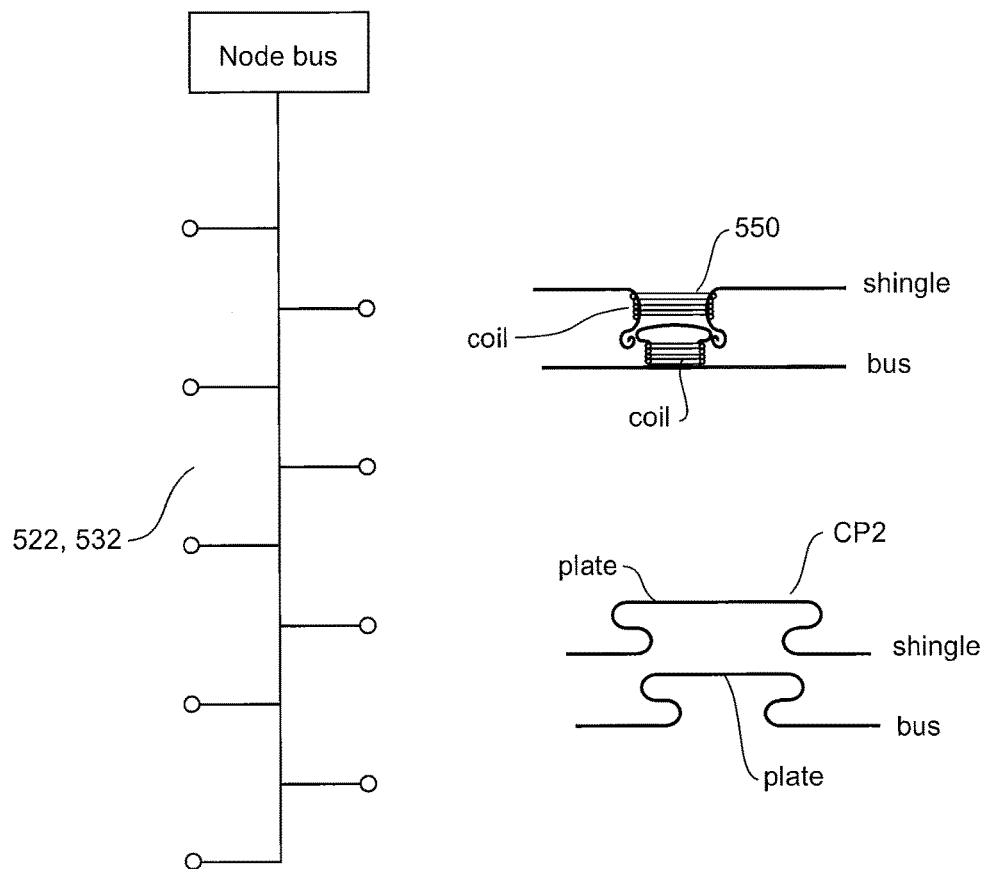 Node bus
550
shingle
coil
bus
coil
522, 532
CP2
plate
shingle
bus
plate